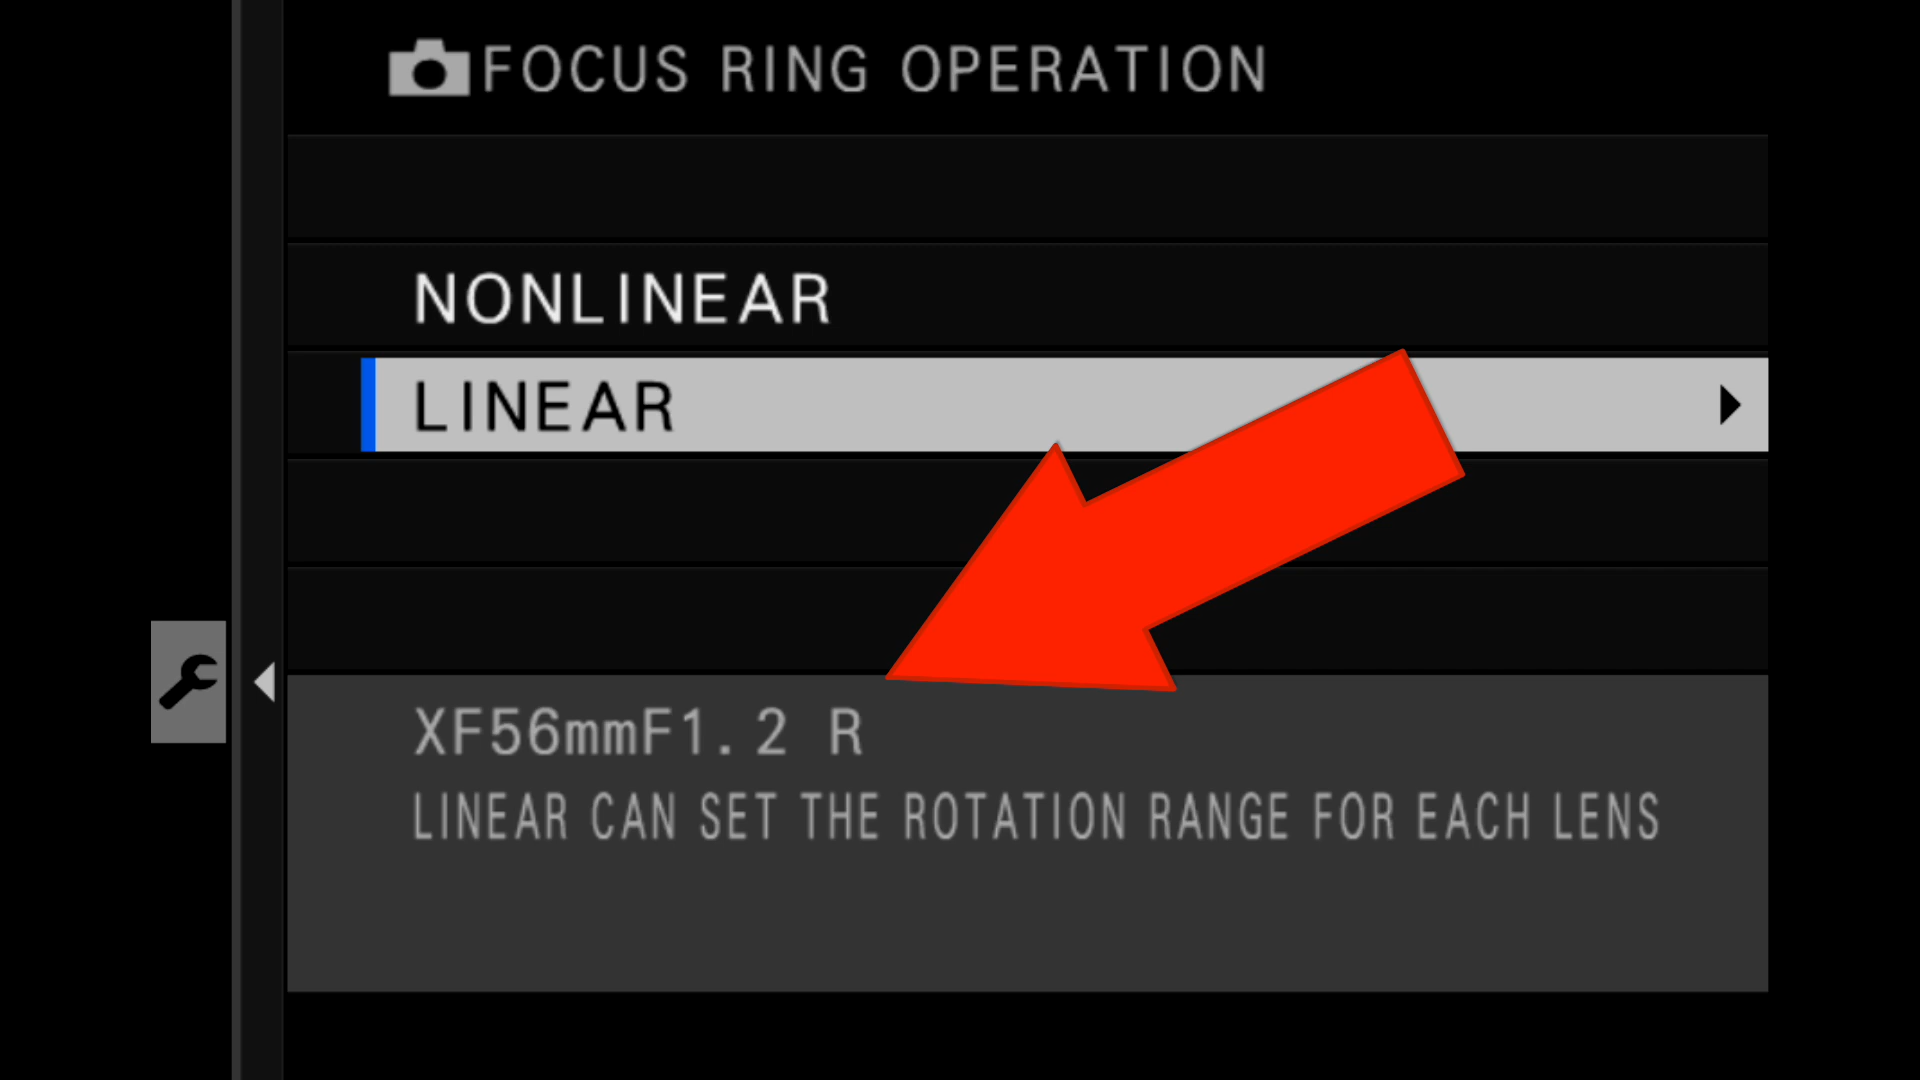 FOCUS RING OPERATION
NONLINEAR
LINEAR
XF56mmF1.2 R
LINEAR CAN SET THE ROTATION RANGE FOR EACH LENS